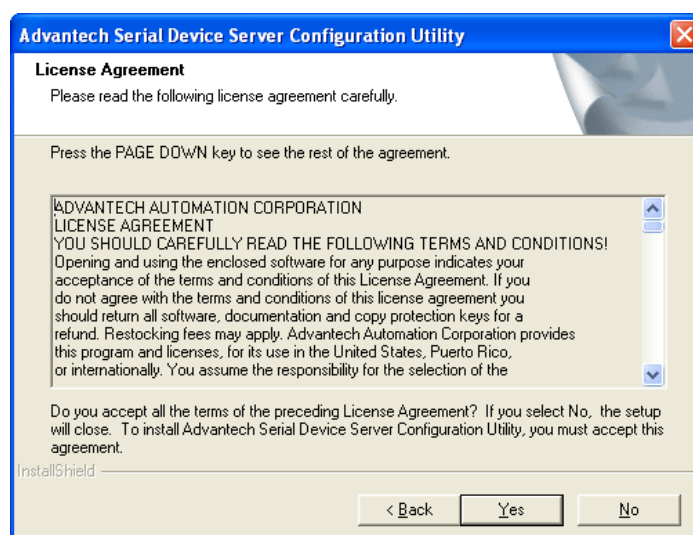 Advantech Serial Device Server Configuration Utility
License Agreement
Please read the following license agreement carefully.
Press the PAGE DOWN key to see the rest of the agreement.
ADVANTECH AUTOMATION CORPORATION
LICENSE AGREEMENT
YOU SHOULD CAREFULLY READ THE FOLLOWING TERMS AND CONDITIONS!
Opening and using the enclosed software for any purpose indicates your
acceptance of the terms and conditions of this License Agreement. If you
do not agree with the terms and conditions of this license agreement you
should return all software, documentation and copy protection keys for a
refund. Restocking fees may apply. Advantech Automation Corporation provides
this program and licenses, for its use in the United States, Puerto Rico,
or internationally. You assume the responsibility for the selection of the
Do you accept all the terms of the preceding License Agreement? If you select No, the setup
will close. To install Advantech Serial Device Server Configuration Utility, you must accept this
agreement.
InstallShield
< Back
Yes
No